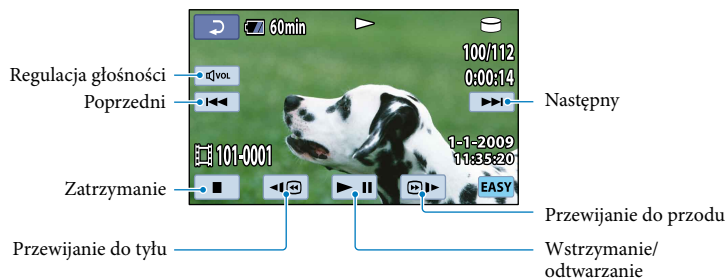 60min
100/112
Regulacja głośności
VOL
0:00:14
Poprzedni
Następny
1-1-2009
101-0001
11:35:20
Zatrzymanie
EASY
Przewijanie do przodu
Przewijanie do tyłu
Wstrzymanie/
odtwarzanie